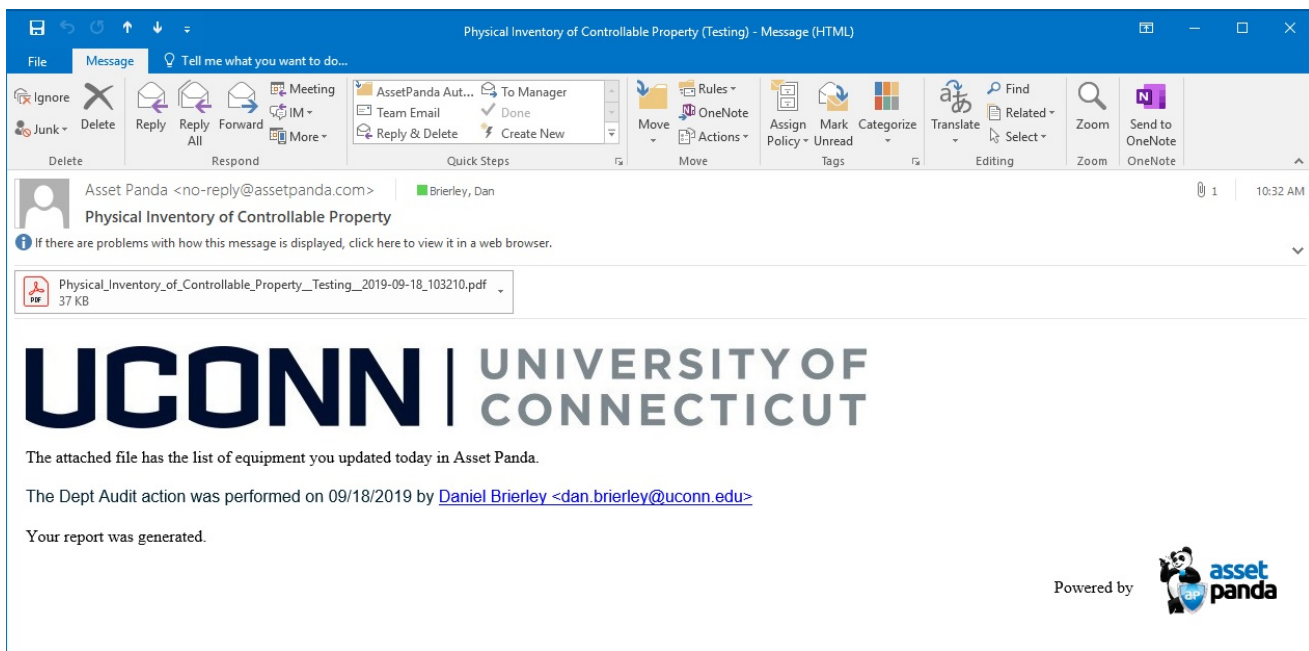 Physical Inventory of Controllable Property (Testing) - Message (HTML)
File Message Tell me what you want to do...
Ignore
Junk
Delete
Reply
Reply All
Forward
Meeting
IM
More
AssetPanda Aut...
Team Email
Reply & Delete
To Manager
Done
Create New
Move
Rules
OneNote
Actions
Assign Policy
Mark Unread
Categorize
Translate
Find
Related
Select
Zoom
Send to OneNote
Delete Respond Quick Steps Move Tags Editing Zoom OneNote
Asset Panda <no-reply@assetpanda.com> Brierley, Dan 1 10:32 AM
Physical Inventory of Controllable Property
If there are problems with how this message is displayed, click here to view it in a web browser.
PDF
Physical_Inventory_of_Controllable_Property__Testing__2019-09-18_103210.pdf
37 KB
UCONN | UNIVERSITY OF
CONNECTICUT
The attached file has the list of equipment you updated today in Asset Panda.
The Dept Audit action was performed on 09/18/2019 by Daniel Brierley <dan.brierley@uconn.edu>
Your report was generated.
Powered by
ap
asset
panda